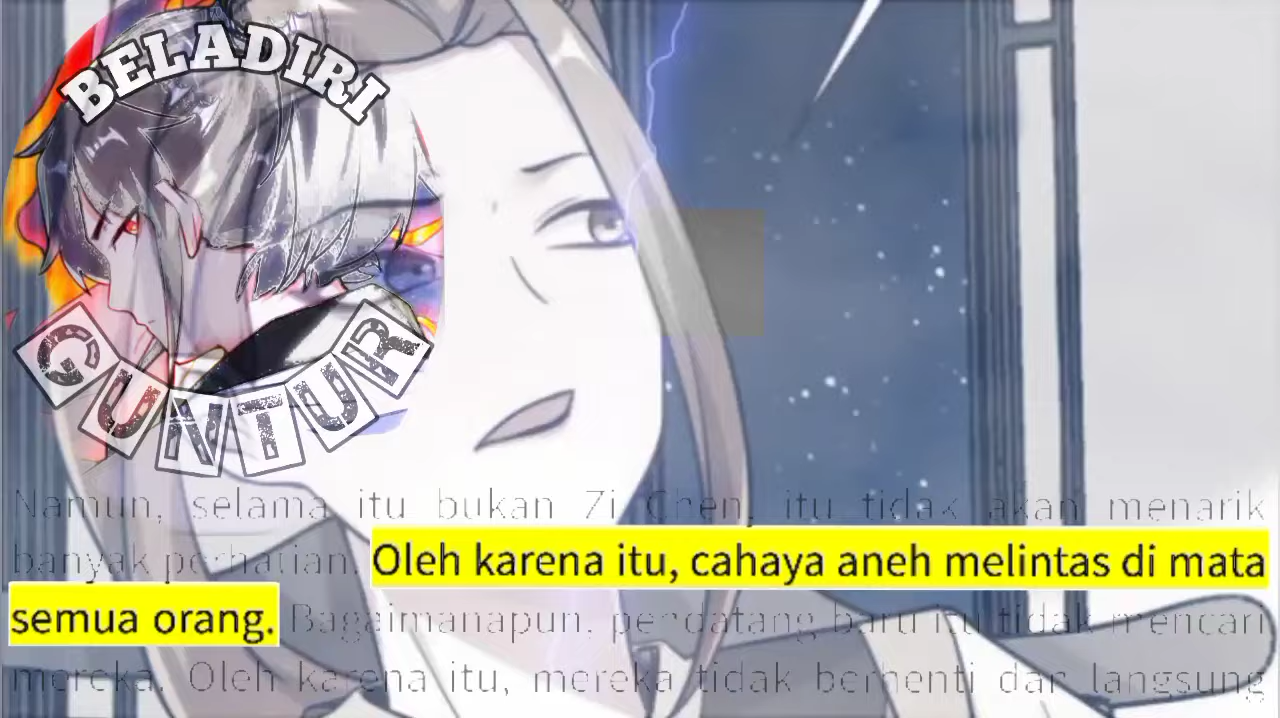 BELADIRI
GUNTUR
Namun, selama itu bukan Zi Chen, itu tidak akan menarik
banyak perhatian. Oleh karena itu, cahaya aneh melintas di mata
semua orang. Bagaimanapun, pendatang baru itu tidak mencari
mereka. Oleh karena itu, mereka tidak berhenti dan langsung